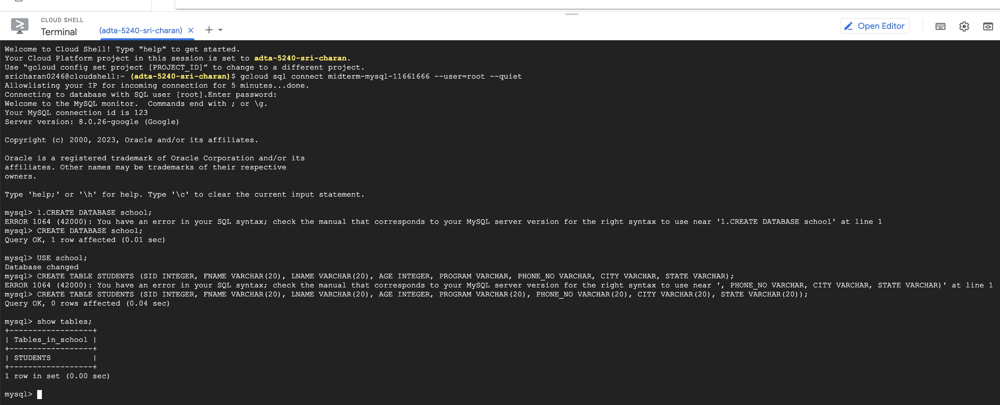 CLOUD SHELL
Terminal
(adta-5240-sri-charan)
Open Editor
Welcome to Cloud Shell! Type "help" to get started.
Your Cloud Platform project in this session is set to adta-5240-sri-charan.
Use “gcloud config set project [PROJECT_ID]” to change to a different project.
sricharan0246@cloudshell:~ (adta-5240-sri-charan)$ gcloud sql connect midterm-mysql-11661666 --user=root --quiet
Allowlisting your IP for incoming connection for 5 minutes...done.
Connecting to database with SQL user [root].Enter password:
Welcome to the MySQL monitor.  Commands end with ; or \g.
Your MySQL connection id is 123
Server version: 8.0.26-google (Google)
Copyright (c) 2000, 2023, Oracle and/or its affiliates.
Oracle is a registered trademark of Oracle Corporation and/or its
affiliates. Other names may be trademarks of their respective
owners.
Type 'help;' or '\h' for help. Type '\c' to clear the current input statement.
mysql> 1.CREATE DATABASE school;
ERROR 1064 (42000): You have an error in your SQL syntax; check the manual that corresponds to your MySQL server version for the right syntax to use near '1.CREATE DATABASE school' at line 1
mysql> CREATE DATABASE school;
Query OK, 1 row affected (0.01 sec)
mysql> USE school;
Database changed
mysql> CREATE TABLE STUDENTS (SID INTEGER, FNAME VARCHAR(20), LNAME VARCHAR(20), AGE INTEGER, PROGRAM VARCHAR, PHONE_NO VARCHAR, CITY VARCHAR, STATE VARCHAR);
ERROR 1064 (42000): You have an error in your SQL syntax; check the manual that corresponds to your MySQL server version for the right syntax to use near ', PHONE_NO VARCHAR, CITY VARCHAR, STATE VARCHAR)' at line 1
mysql> CREATE TABLE STUDENTS (SID INTEGER, FNAME VARCHAR(20), LNAME VARCHAR(20), AGE INTEGER, PROGRAM VARCHAR(20), PHONE_NO VARCHAR(20), CITY VARCHAR(20), STATE VARCHAR(20));
Query OK, 0 rows affected (0.04 sec)
mysql> show tables;
+------------------+
| Tables_in_school |
+------------------+
| STUDENTS         |
+------------------+
1 row in set (0.00 sec)
mysql>